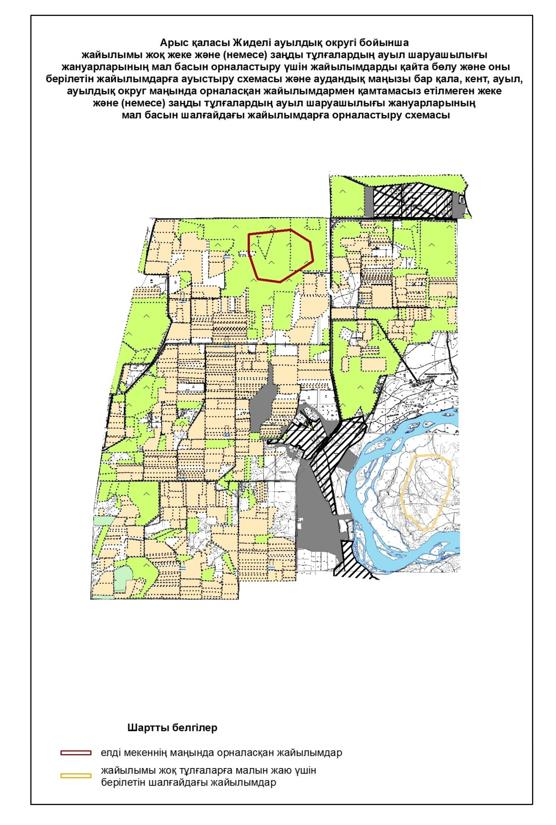 Арыс қаласы Жиделі ауылдық округі бойынша
жайылымы жоқ жеке және (немесе) заңды тұлғалардың ауыл шаруашылығы
жануарларының мал басын орналастыру үшін жайылымдарды қайта бөлу және оны
берілетін жайылымдарға ауыстыру схемасы және аудандық маңызы бар қала, кент, ауыл,
ауылдық округ маңында орналасқан жайылымдармен қамтамасыз етілмеген жеке
және (немесе) заңды тұлғалардың ауыл шаруашылығы жануарларының
мал басын шалғайдағы жайылымдарға орналастыру схемасы
Шартты белгілер
елді мекеннің маңында орналасқан жайылымдар
жайылымы жоқ тұлғаларға малын жаю үшін
берілетін шалғайдағы жайылымдар